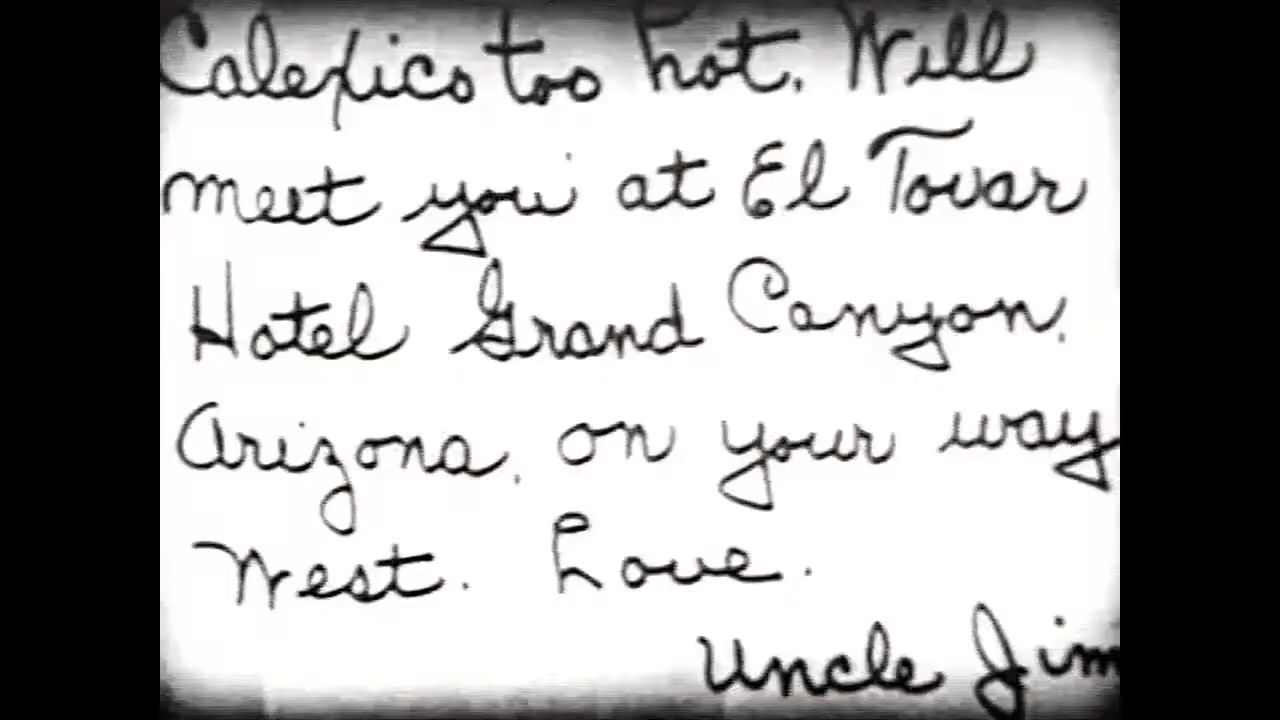 Calexico too hot. Will
meet you at El Tovar
Hotel Grand Canyon,
Arizona, on your way
West. Love.
Uncle Jim